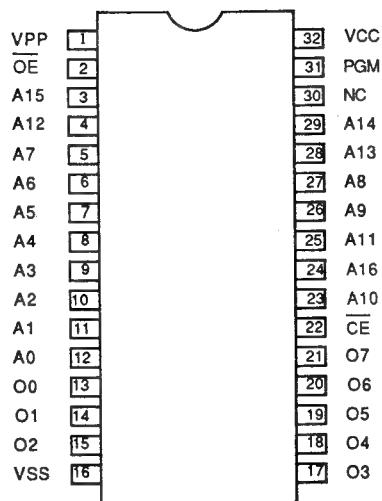 VPP 1 32 VCC
OE 2 31 PGM
A15 3 30 NC
A12 4 29 A14
A7 5 28 A13
A6 6 27 A8
A5 7 26 A9
A4 8 25 A11
A3 9 24 A16
A2 10 23 A10
A1 11 22 CE
A0 12 21 O7
O0 13 20 O6
O1 14 19 O5
O2 15 18 O4
VSS 16 17 O3